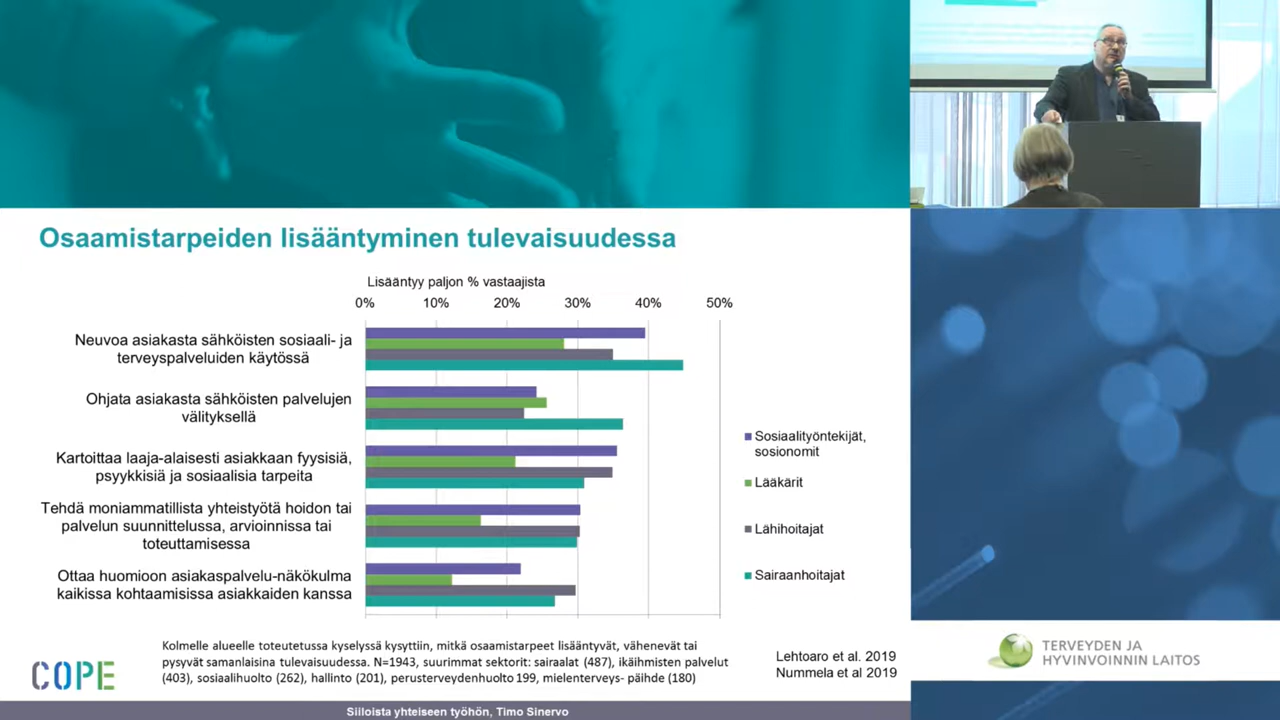 Osaamistarpeiden lisääntyminen tulevaisuudessa
Lisääntyy paljon % vastaajista
0% 10% 20% 30% 40% 50%
Neuvoa asiakasta sähköisten sosiaali- ja
terveyspalveluiden käytössä
Ohjata asiakasta sähköisten palvelujen
välityksellä
Kartoittaa laaja-alaisesti asiakkaan fyysisiä,
psyykkisiä ja sosiaalisia tarpeita
Tehdä moniammatillista yhteistyötä hoidon tai
palvelun suunnittelussa, arvioinnissa tai
toteuttamisessa
Ottaa huomioon asiakaspalvelu-näkökulma
kaikissa kohtaamisissa asiakkaiden kanssa
Sosiaalityöntekijät,
sosionomit
Lääkärit
Lähihoitajat
Sairaanhoitajat
Kolmelle alueelle toteutetussa kyselyssä kysyttiin, mitkä osaamistarpeet lisääntyvät, vähenevät tai
pysyvät samanlaisina tulevaisuudessa. N=1943, suurimmat sektorit: sairaalat (487), ikäihmisten palvelut
(403), sosiaalihuolto (262), hallinto (201), perusterveydenhuolto 199, mielenterveys- päihde (180)
Lehtoaro et al. 2019
Nummela et al 2019
COPE
Siiloista yhteiseen työhön, Timo Sinervo
TERVEYDEN JA
HYVINVOINNIN LAITOS